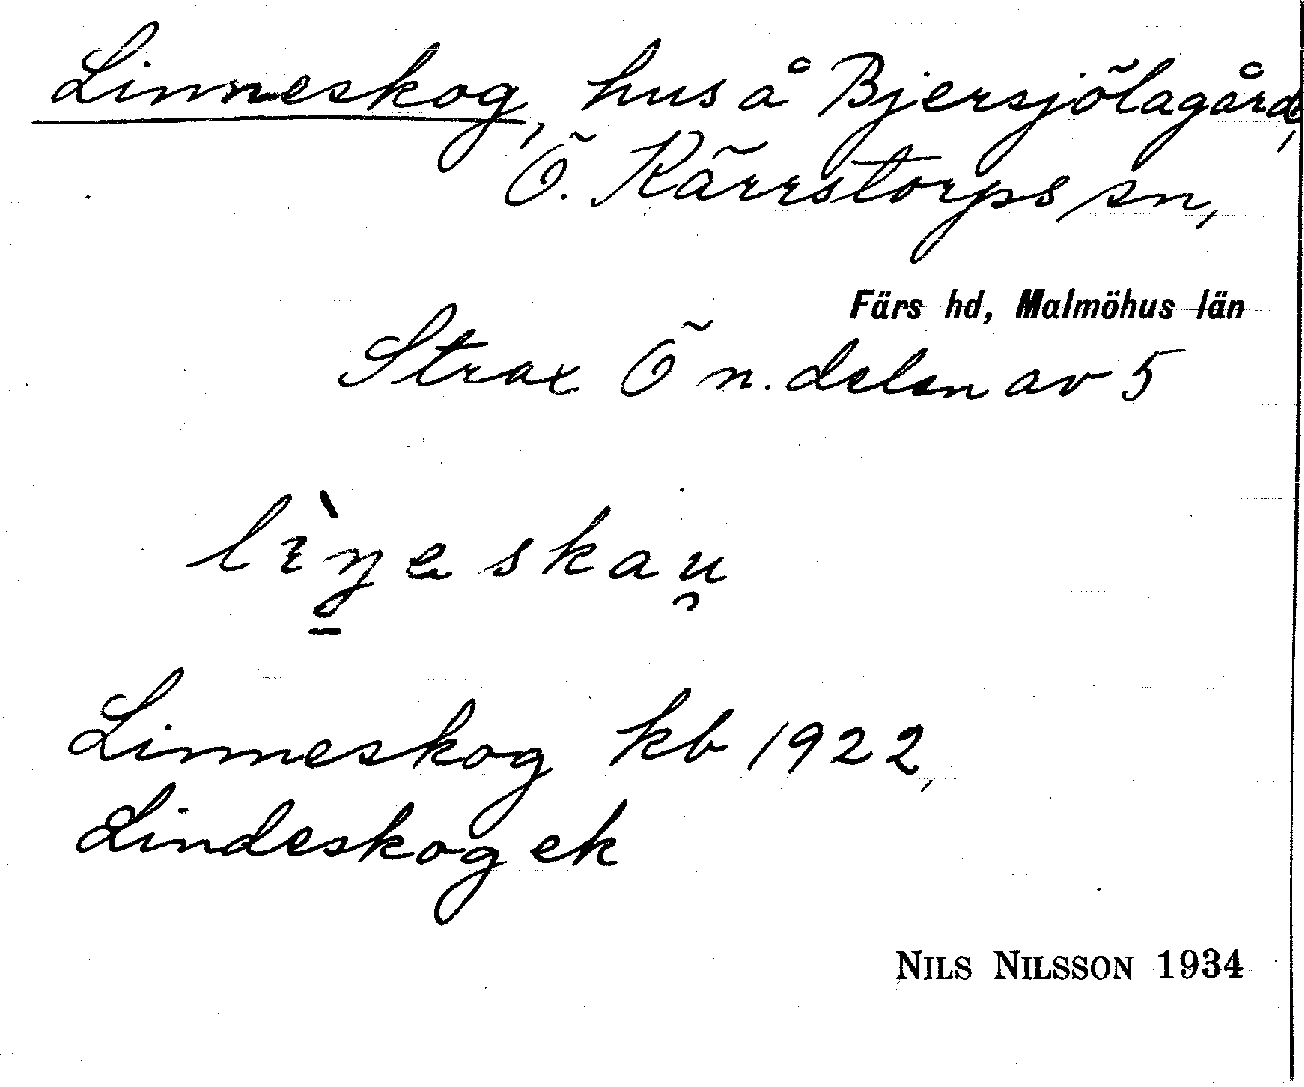 Linneskog, hus å Bjersjölagård,
Ö. Kärrstorps sn,
Färs hd, Malmöhus län
Strax Ö n. delen av 5
Linneskog kb 1922,
Lindeskog ek
NILS NILSSON 1934